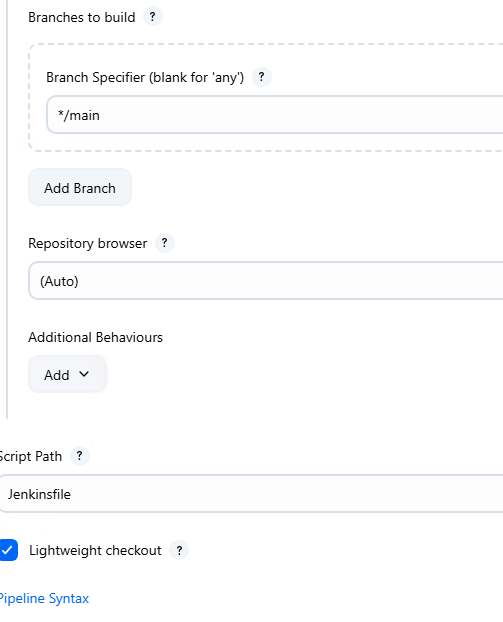 Branches to build ?
Branch Specifier (blank for 'any') ?
*/main
Add Branch
Repository browser ?
(Auto)
Additional Behaviours
Add
Script Path ?
Jenkinsfile
Lightweight checkout ?
Pipeline Syntax